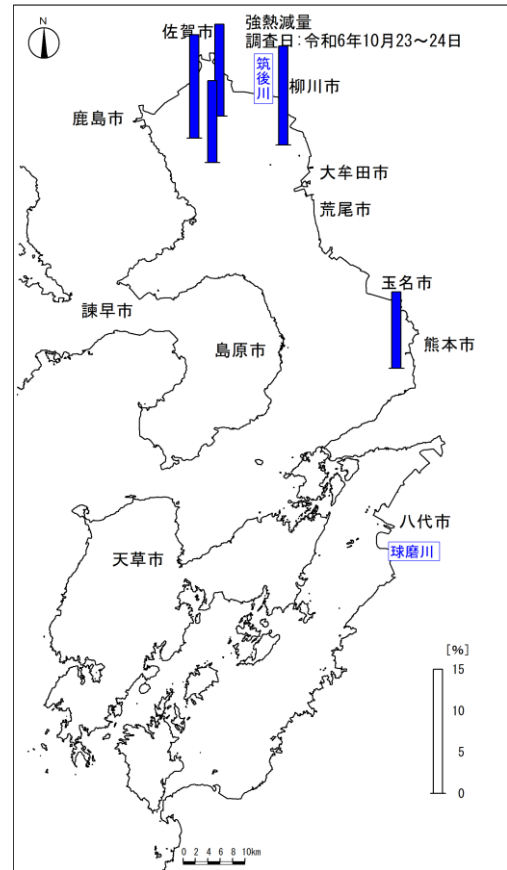 N
佐賀市
強熱減量
調査日:令和6年10月23～24日
筑後川
柳川市
鹿島市
大牟田市
荒尾市
玉名市
諫早市
島原市
熊本市
八代市
球磨川
天草市
[%]
15
10
5
0
0 2 4 6 8 10km